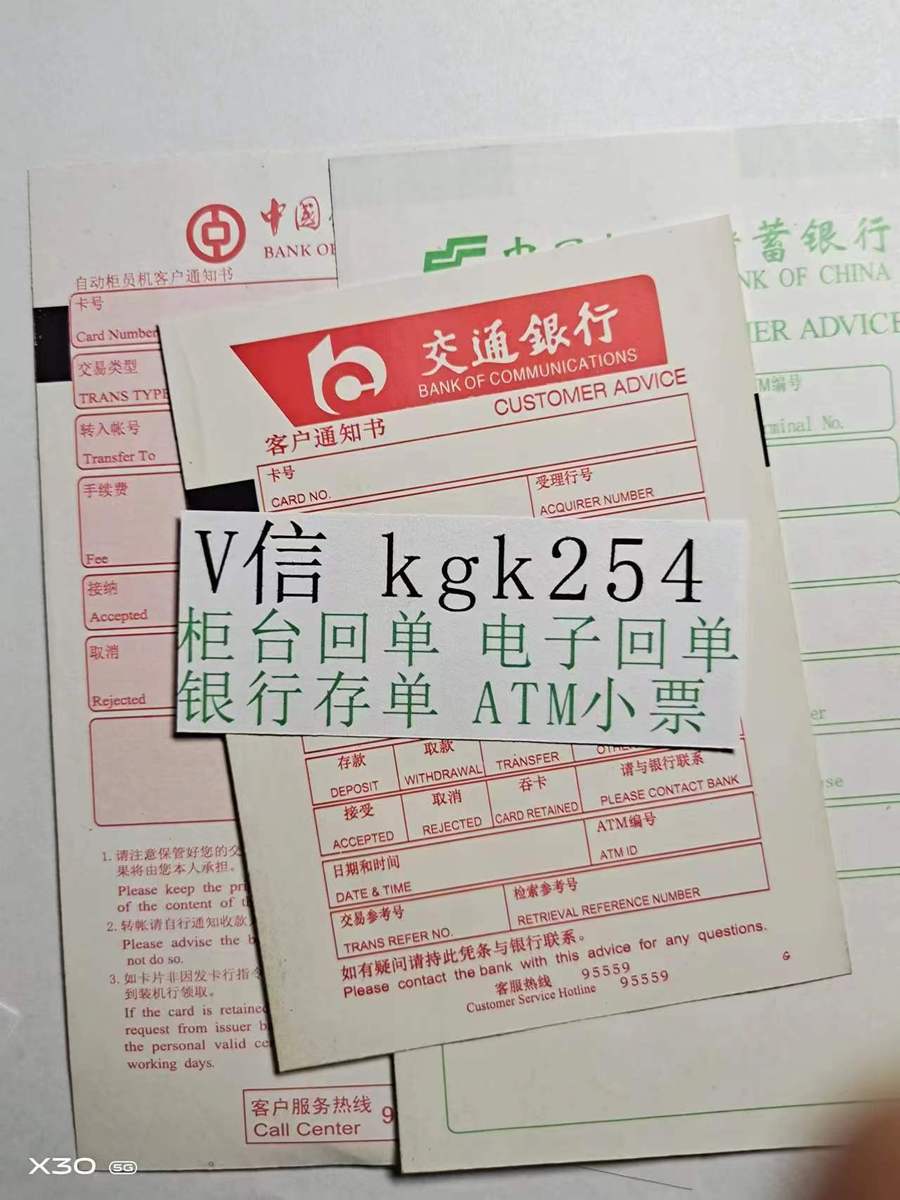 中国
BANK OF
自动柜员机客户通知书
卡号
Card Number
交易类型
TRANS TYPE
转入帐号
Transfer To
手续费
Fee
接纳
Accepted
取消
Rejected
1. 请注意保管好您的交
果将由您本人承担。
Please keep the pri
of the content of t
2. 转帐请自行通知收款
Please advise the b
not do so.
3. 如卡片非因发卡行指令
到装机行领取。
If the card is retained
request from issuer b
the personal valid ce
working days.
客户服务热线 9
Call Center
蓄银行
NK OF CHINA
ER ADVICE
M编号
minal No.
交通銀行
BANK OF COMMUNICATIONS
CUSTOMER ADVICE
客户通知书
卡号
CARD NO.
受理行号
ACQUIRER NUMBER
V信 kgk254
柜台回单 电子回单
银行存单 ATM小票
存款 取款
DEPOSIT WITHDRAWAL TRANSFER
请与银行联系
PLEASE CONTACT BANK
接受 取消 吞卡
ACCEPTED REJECTED CARD RETAINED
ATM编号
ATM ID
日期和时间
DATE & TIME
交易参考号
TRANS REFER NO.
检索参考号
RETRIEVAL REFERENCE NUMBER
如有疑问请持此凭条与银行联系。
Please contact the bank with this advice for any questions.
客服热线 95559
Customer Service Hotline 95559
G
X30 5G